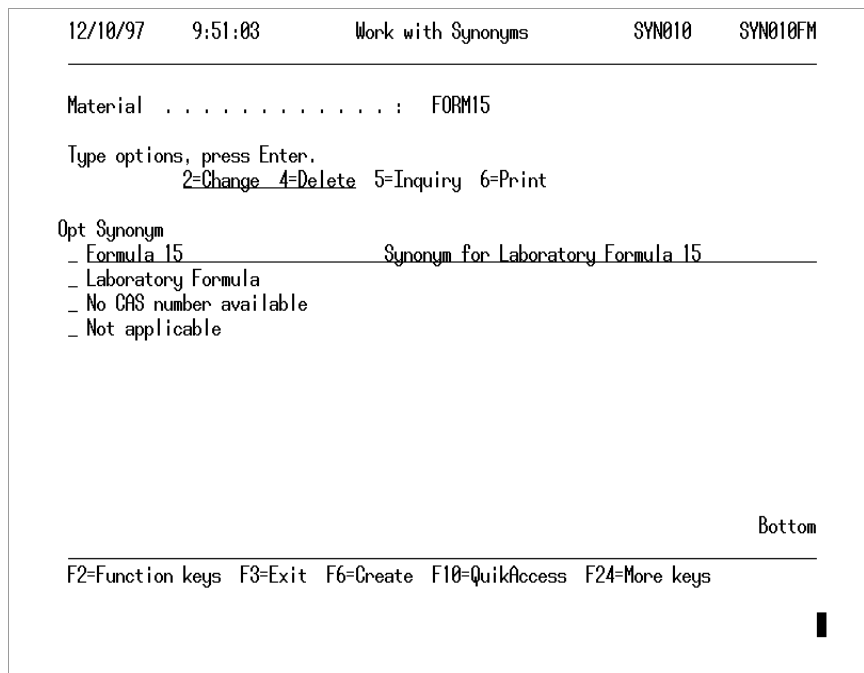 12/10/97 9:51:03 Work with Synonyms SYN010 SYN010FM
Material . . . . . . . . . . . . . : FORM15
Type options, press Enter.
2=Change 4=Delete 5=Inquiry 6=Print
Opt Synonym
_ Formula 15 Synonym for Laboratory Formula 15
_ Laboratory Formula
_ No CAS number available
_ Not applicable
Bottom
F2=Function keys F3=Exit F6=Create F10=QuikAccess F24=More keys